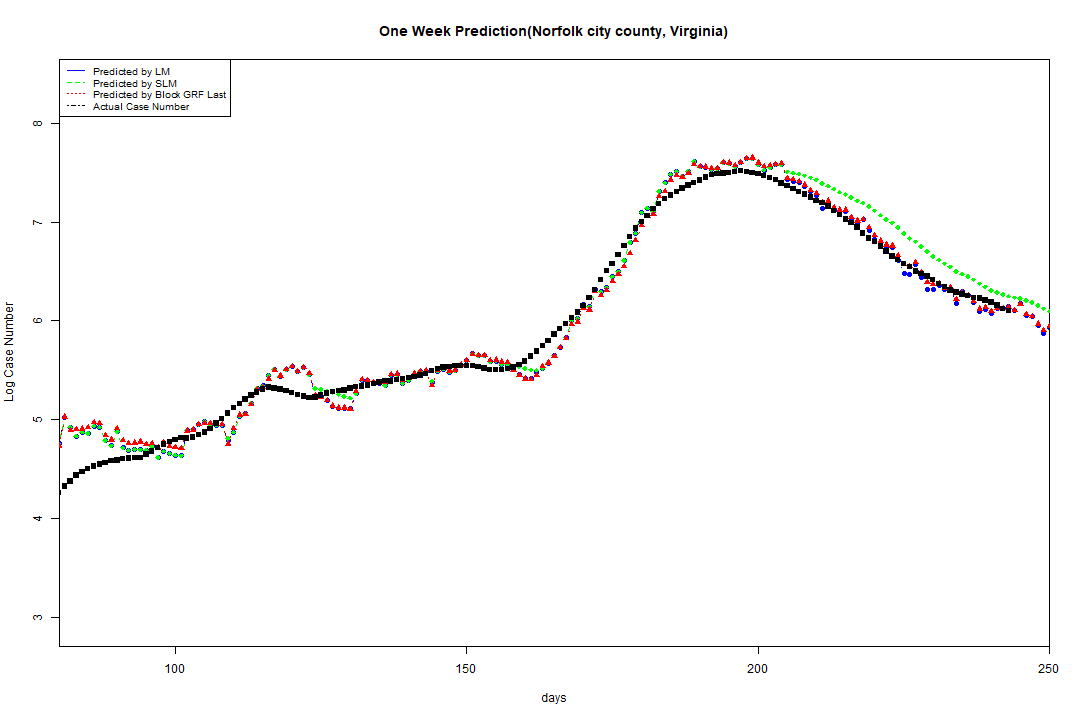 One Week Prediction(Norfolk city county, Virginia)
Predicted by LM
Predicted by SLM
Predicted by Block GRF Last
Actual Case Number
8
7
6
5
4
3
Log Case Number
100 150 200 250
days